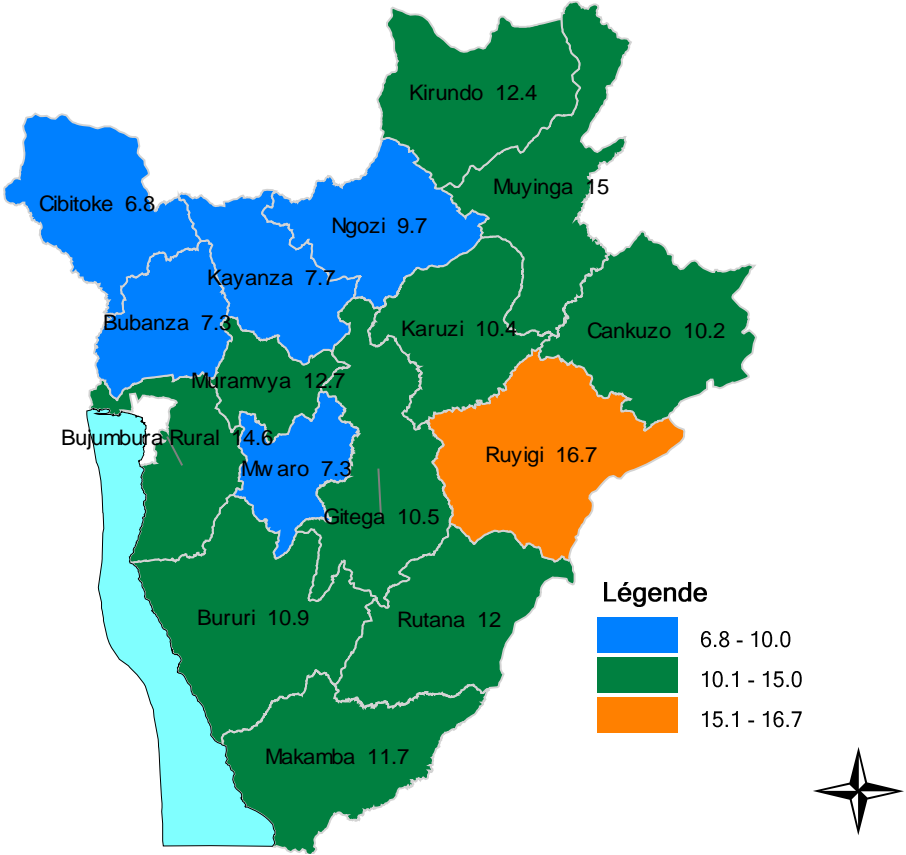 Kirundo 12.4
Muyinga 15
Cibitoke 6.8
Ngozi 9.7
Kayanza 7.7
Bubanza 7.3
Karuzi 10.4
Cankuzo 10.2
Muramvya 12.7
Bujumbura Rural 14.6
Ruyigi 16.7
Mwaro 7.3
Gitega 10.5
Légende
Bururi 10.9
Rutana 12
6.8 - 10.0
10.1 - 15.0
15.1 - 16.7
Makamba 11.7